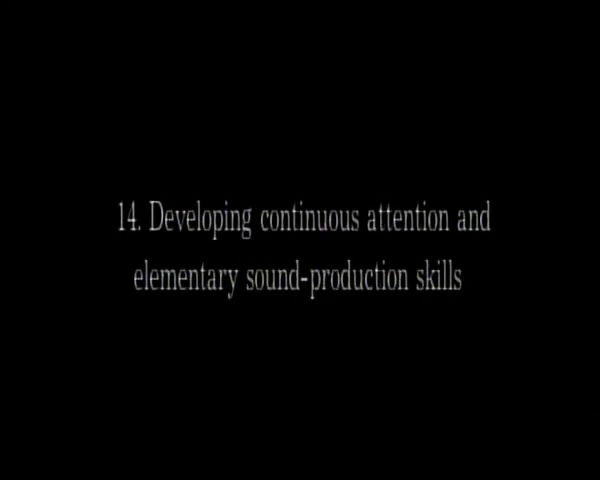 14. Developing continuous attention and
elementary sound-production skills